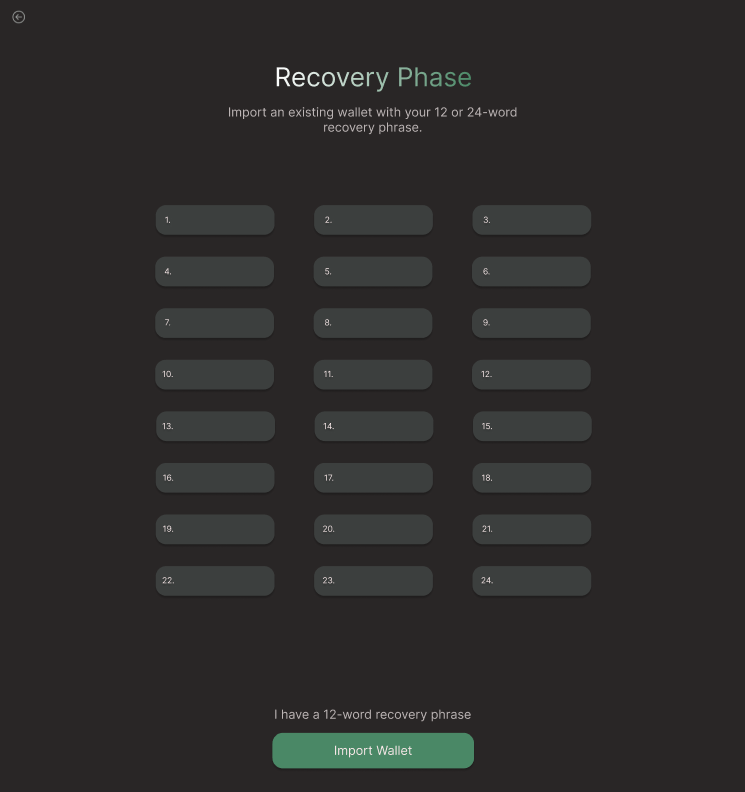 Recovery Phase
Import an existing wallet with your 12 or 24-word
recovery phrase.
1. 2. 3.
4. 5. 6.
7. 8. 9.
10. 11. 12.
13. 14. 15.
16. 17. 18.
19. 20. 21.
22. 23. 24.
I have a 12-word recovery phrase
Import Wallet